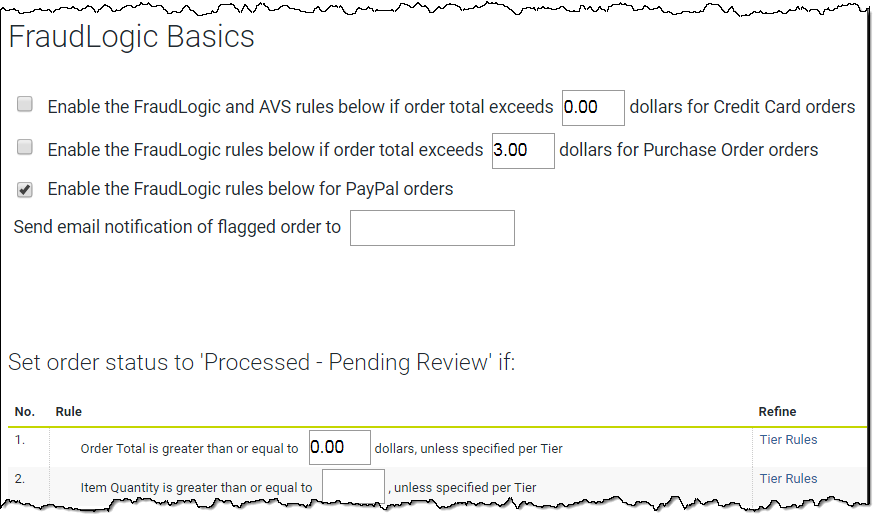 FraudLogic Basics
Enable the FraudLogic and AVS rules below if order total exceeds 0.00 dollars for Credit Card orders
Enable the FraudLogic rules below if order total exceeds 3.00 dollars for Purchase Order orders
Enable the FraudLogic rules below for PayPal orders
Send email notification of flagged order to
Set order status to 'Processed - Pending Review' if:
No. Rule Refine
1. Order Total is greater than or equal to 0.00 dollars, unless specified per Tier Tier Rules
2. Item Quantity is greater than or equal to , unless specified per Tier Tier Rules